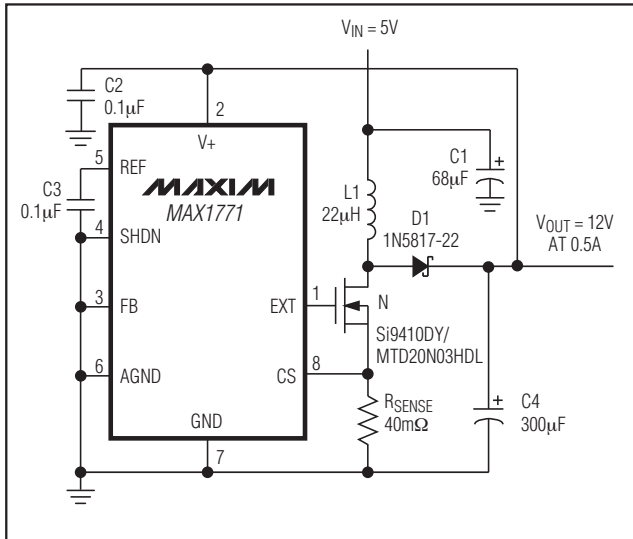 V_IN = 5V
C2
0.1µF
2
V+
5
REF
MAXIM
MAX1771
C3
0.1µF
4
SHDN
3
FB
6
AGND
GND
7
EXT
1
CS
8
L1
22µH
C1
68µF
+
D1
1N5817-22
V_OUT = 12V
AT 0.5A
N
Si9410DY/
MTD20N03HDL
R_SENSE
40mΩ
+
C4
300µF